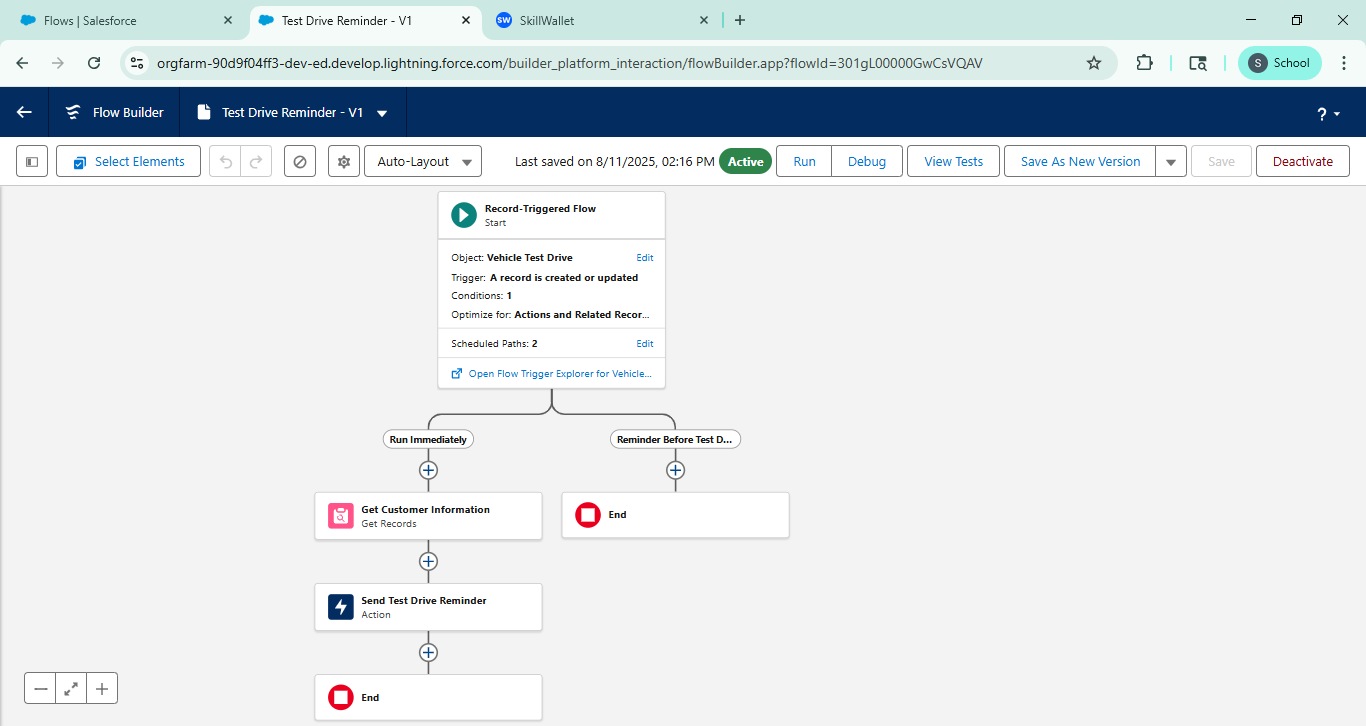 Flows | Salesforce
Test Drive Reminder - V1
SW SkillWallet
orgfarm-90d9f04ff3-dev-ed.develop.lightning.force.com/builder_platform_interaction/flowBuilder.app?flowId=301gL00000GwCsVQAV
S School
Flow Builder
Test Drive Reminder - V1
?
Select Elements
Auto-Layout
Last saved on 8/11/2025, 02:16 PM
Active
Run
Debug
View Tests
Save As New Version
Save
Deactivate
Record-Triggered Flow
Start
Object: Vehicle Test Drive Edit
Trigger: A record is created or updated
Conditions: 1
Optimize for: Actions and Related Recor...
Scheduled Paths: 2 Edit
Open Flow Trigger Explorer for Vehicle...
Run Immediately
Reminder Before Test D...
Get Customer Information
Get Records
End
Send Test Drive Reminder
Action
End